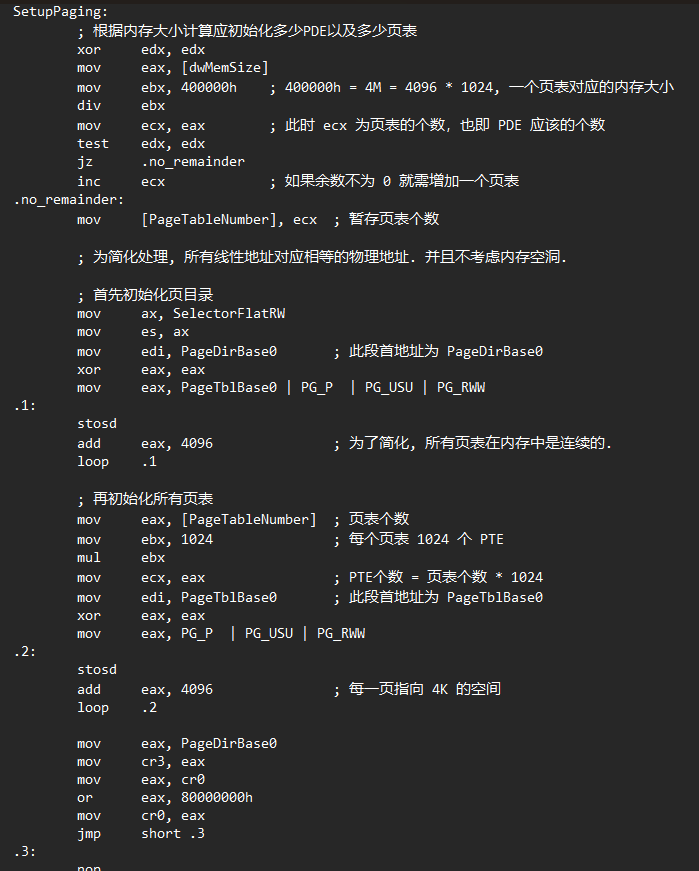 SetupPaging:
; 根据内存大小计算应初始化多少PDE以及多少页表
xor edx, edx
mov eax, [dwMemSize]
mov ebx, 400000h ; 400000h = 4M = 4096 * 1024, 一个页表对应的内存大小
div ebx
mov ecx, eax ; 此时 ecx 为页表的个数，也即 PDE 应该的个数
test edx, edx
jz .no_remainder
inc ecx ; 如果余数不为 0 就需增加一个页表
.no_remainder:
mov [PageTableNumber], ecx ; 暂存页表个数
; 为简化处理, 所有线性地址对应相等的物理地址. 并且不考虑内存空洞.
; 首先初始化页目录
mov ax, SelectorFlatRW
mov es, ax
mov edi, PageDirBase0 ; 此段首地址为 PageDirBase0
xor eax, eax
mov eax, PageTblBase0 | PG_P | PG_USU | PG_RWW
.1:
stosd
add eax, 4096 ; 为了简化, 所有页表在内存中是连续的.
loop .1
; 再初始化所有页表
mov eax, [PageTableNumber] ; 页表个数
mov ebx, 1024 ; 每个页表 1024 个 PTE
mul ebx
mov ecx, eax ; PTE个数 = 页表个数 * 1024
mov edi, PageTblBase0 ; 此段首地址为 PageTblBase0
xor eax, eax
mov eax, PG_P | PG_USU | PG_RWW
.2:
stosd
add eax, 4096 ; 每一页指向 4K 的空间
loop .2
mov eax, PageDirBase0
mov cr3, eax
mov eax, cr0
or eax, 80000000h
mov cr0, eax
jmp short .3
.3:
nop